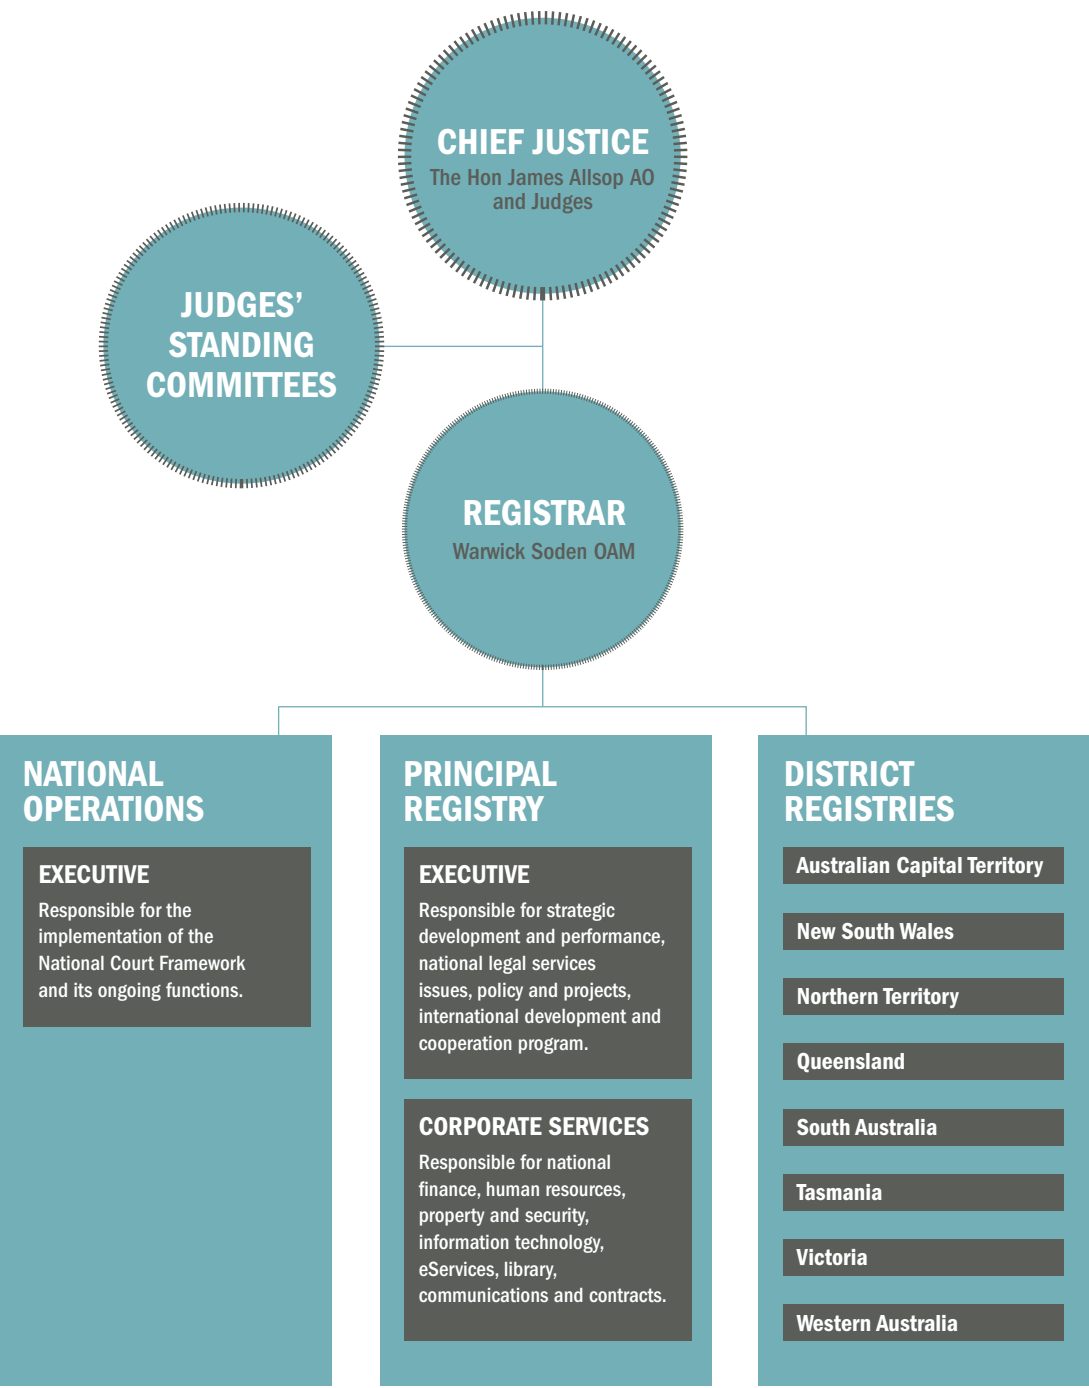 CHIEF JUSTICE
The Hon James Allsop AO
and Judges
JUDGES’
STANDING
COMMITTEES
REGISTRAR
Warwick Soden OAM
NATIONAL
OPERATIONS
EXECUTIVE
Responsible for the
implementation of the
National Court Framework
and its ongoing functions.
PRINCIPAL
REGISTRY
EXECUTIVE
Responsible for strategic
development and performance,
national legal services
issues, policy and projects,
international development and
cooperation program.
CORPORATE SERVICES
Responsible for national
finance, human resources,
property and security,
information technology,
eServices, library,
communications and contracts.
DISTRICT
REGISTRIES
Australian Capital Territory
New South Wales
Northern Territory
Queensland
South Australia
Tasmania
Victoria
Western Australia